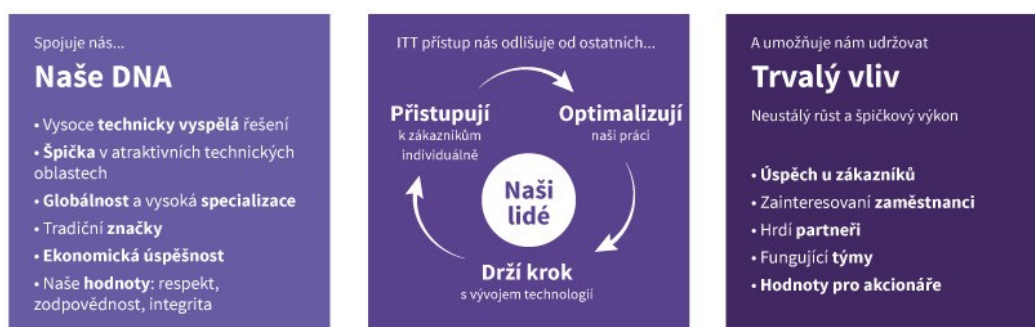 Spojuje nás...
Naše DNA
• Vysoce technicky vyspělá řešení
• Špička v atraktivních technických
oblastech
• Globálnost a vysoká specializace
• Tradiční značky
• Ekonomická úspěšnost
• Naše hodnoty: respekt,
zodpovědnost, integrita
ITT přístup nás odlišuje od ostatních...
Přistupují
k zákazníkům
individuálně
Optimalizují
naši práci
Naši
lidé
Drží krok
s vývojem technologií
A umožňuje nám udržovat
Trvalý vliv
Neustálý růst a špičkový výkon
• Úspěch u zákazníků
• Zainteresovaní zaměstnanci
• Hrdí partneři
• Fungující týmy
• Hodnoty pro akcionáře